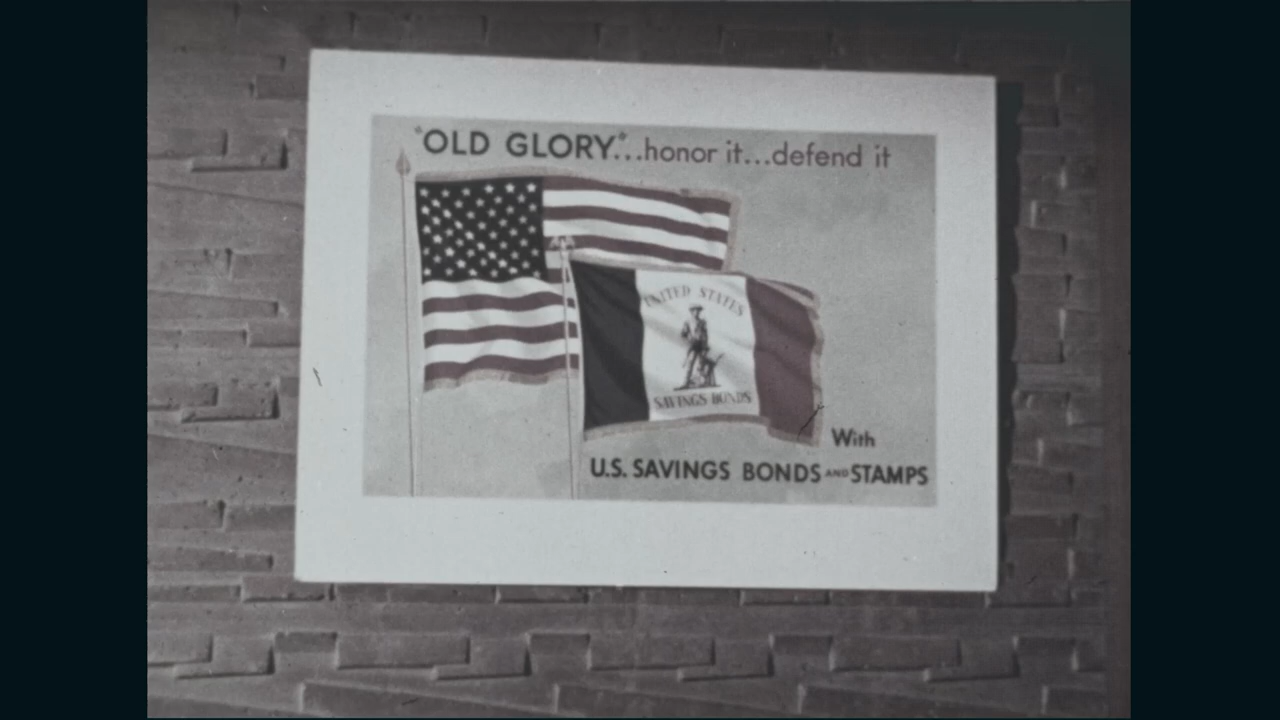 "OLD GLORY"...honor it...defend it
UNITED STATES
SAVINGS BONDS
With
U.S. SAVINGS BONDS AND STAMPS